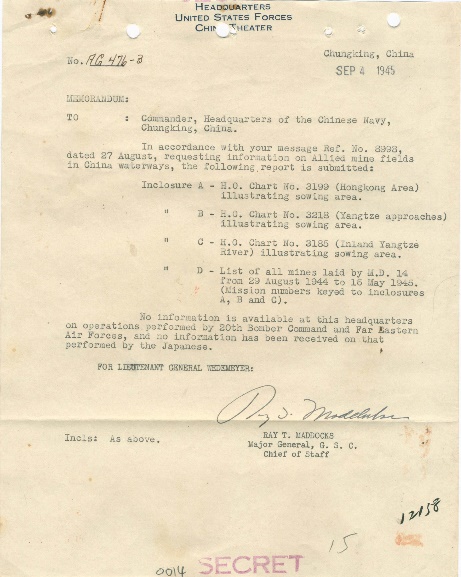 HEADQUARTERS
UNITED STATES FORCES
CHINA THEATER
No. AG 476-3
Chungking, China
SEP 4 1945
MEMORANDUM:
TO : Commander, Headquarters of the Chinese Navy,
Chungking, China.
In accordance with your message Ref. No. 8993,
dated 27 August, requesting information on Allied mine fields
in China waterways, the following report is submitted:
Inclosure A - H.O. Chart No. 3199 (Hongkong Area)
illustrating sowing area.
" B - H.O. Chart No. 3218 (Yangtze approaches)
illustrating sowing area.
" C - H.O. Chart No. 3185 (Inland Yangtze
River) illustrating sowing area.
" D - List of all mines laid by M.D. 14
from 29 August 1944 to 15 May 1945.
(Mission numbers keyed to inclosures
A, B and C).
No information is available at this headquarters
on operations performed by 20th Bomber Command and Far Eastern
Air Forces, and no information has been received on that
performed by the Japanese.
FOR LIEUTENANT GENERAL WEDEMEYER:
Ray T. Maddocks
Incls: As above.
RAY T. MADDOCKS
Major General, G. S. C.
Chief of Staff
12158
15
0014 SECRET